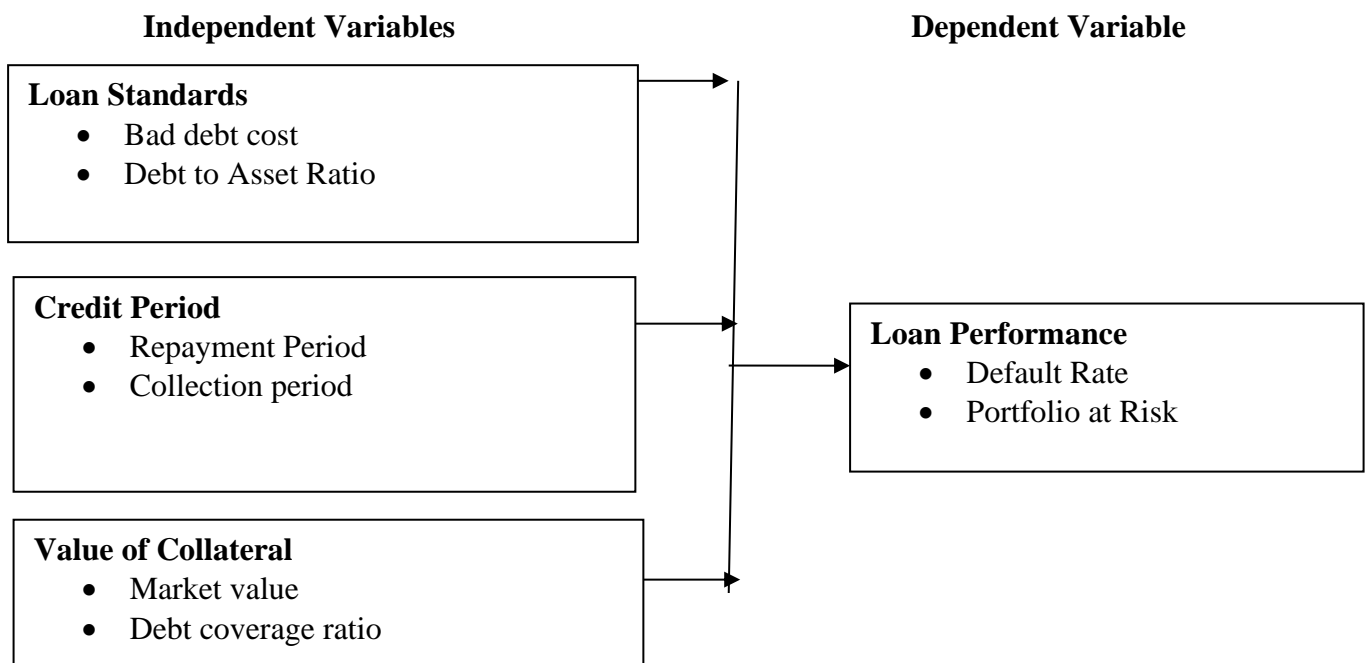 Independent Variables
Dependent Variable
Loan Standards
• Bad debt cost
• Debt to Asset Ratio
Credit Period
• Repayment Period
• Collection period
Loan Performance
• Default Rate
• Portfolio at Risk
Value of Collateral
• Market value
• Debt coverage ratio